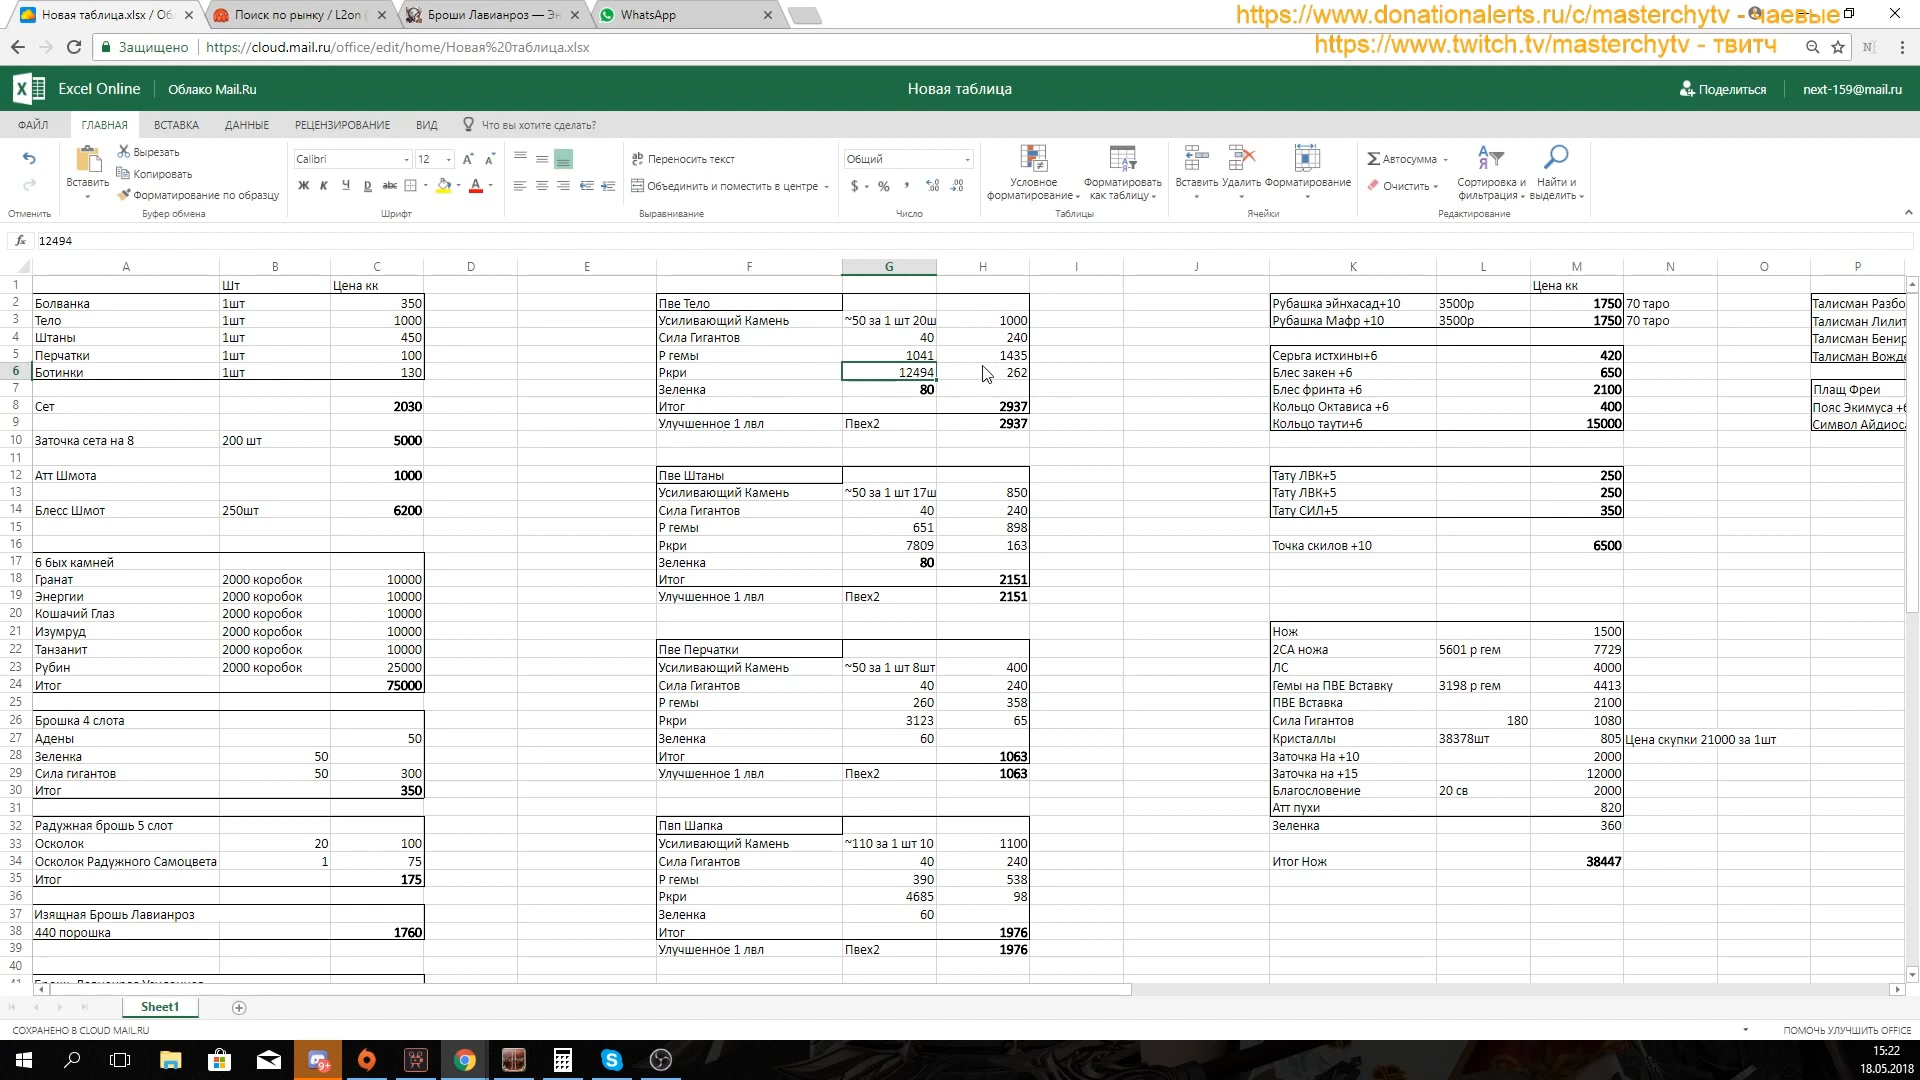 Новая таблица.xlsx / Об
Поиск по рынку / L2on
Броши Лавианроз — Эн
WhatsApp
https://www.donationalerts.ru/c/masterchytv - чаевые
https://www.twitch.tv/masterchytv - твитч
Защищено
https://cloud.mail.ru/office/edit/home/Новая%20таблица.xlsx
Excel Online
Облако Mail.Ru
Новая таблица
Поделиться
next-159@mail.ru
ФАЙЛ ГЛАВНАЯ ВСТАВКА ДАННЫЕ РЕЦЕНЗИРОВАНИЕ ВИД Что вы хотите сделать?
Вставить
Вырезать
Копировать
Форматирование по образцу
Calibri 12
Ж К Ч D abc
Переносить текст
Объединить и поместить в центре
Общий
$ %
Условное форматирование
Форматировать как таблицу
Вставить Удалить Форматирование
Автосумма
Очистить
Сортировка и фильтрация
Найти и выделить
Отменить Буфер обмена Шрифт Выравнивание Число Таблицы Ячейки Редактирование
fx 12494
A B C D E F G H I J K L M N O P
1 Шт Цена кк Цена кк
2 Болванка 1шт 350 Пве Тело Рубашка эйнхасад+10 3500р 1750 70 таро Талисман Разбо
3 Тело 1шт 1000 Усиливающий Камень ~50 за 1 шт 20ш 1000 Рубашка Мафр +10 3500р 1750 70 таро Талисман Лилит
4 Штаны 1шт 450 Сила Гигантов 40 240 Талисман Бенир
5 Перчатки 1шт 100 Р гемы 1041 1435 Серьга истхины+6 420 Талисман Вожде
6 Ботинки 1шт 130 Ркри 12494 262 Блес закен +6 650
7 Зеленка 80 Блес фринта +6 2100 Плащ Фреи
8 Сет 2030 Итог 2937 Кольцо Октависа +6 400 Пояс Экимуса +6
9 Улучшенное 1 лвл Пвех2 2937 Кольцо таути+6 15000 Символ Айдиос
10 Заточка сета на 8 200 шт 5000
11
12 Атт Шмота 1000 Пве Штаны Тату ЛВК+5 250
13 Усиливающий Камень ~50 за 1 шт 17ш 850 Тату ЛВК+5 250
14 Блесс Шмот 250шт 6200 Сила Гигантов 40 240 Тату СИЛ+5 350
15 Р гемы 651 898
16 Ркри 7809 163 Точка скилов +10 6500
17 6 бых камней Зеленка 80
18 Гранат 2000 коробок 10000 Итог 2151
19 Энергии 2000 коробок 10000 Улучшенное 1 лвл Пвех2 2151
20 Кошачий Глаз 2000 коробок 10000
21 Изумруд 2000 коробок 10000 Нож 1500
22 Танзанит 2000 коробок 10000 Пве Перчатки 2СА ножа 5601 р гем 7729
23 Рубин 2000 коробок 25000 Усиливающий Камень ~50 за 1 шт 8шт 400 ЛС 4000
24 Итог 75000 Сила Гигантов 40 240 Гемы на ПВЕ Вставку 3198 р гем 4413
25 Р гемы 260 358 ПВЕ Вставка 2100
26 Брошка 4 слота Ркри 3123 65 Сила Гигантов 180 1080
27 Адены 50 Зеленка 60 Кристаллы 38378шт 805 Цена скупки 21000 за 1шт
28 Зеленка 50 Итог 1063 Заточка На +10 2000
29 Сила гигантов 50 300 Улучшенное 1 лвл Пвех2 1063 Заточка на +15 12000
30 Итог 350 Благословение 20 св 2000
31 Атт пухи 820
32 Радужная брошь 5 слот Пвп Шапка Зеленка 360
33 Осколок 20 100 Усиливающий Камень ~110 за 1 шт 10 1100
34 Осколок Радужного Самоцвета 1 75 Сила Гигантов 40 240 Итог Нож 38447
35 Итог 175 Р гемы 390 538
36 Ркри 4685 98
37 Изящная Брошь Лавианроз Зеленка 60
38 440 порошка 1760 Итог 1976
39 Улучшенное 1 лвл Пвех2 1976
40
41
Sheet1
СОХРАНЕНО В CLOUD MAIL.RU
ПОМОЧЬ УЛУЧШИТЬ OFFICE
9+
15:22
18.05.2018